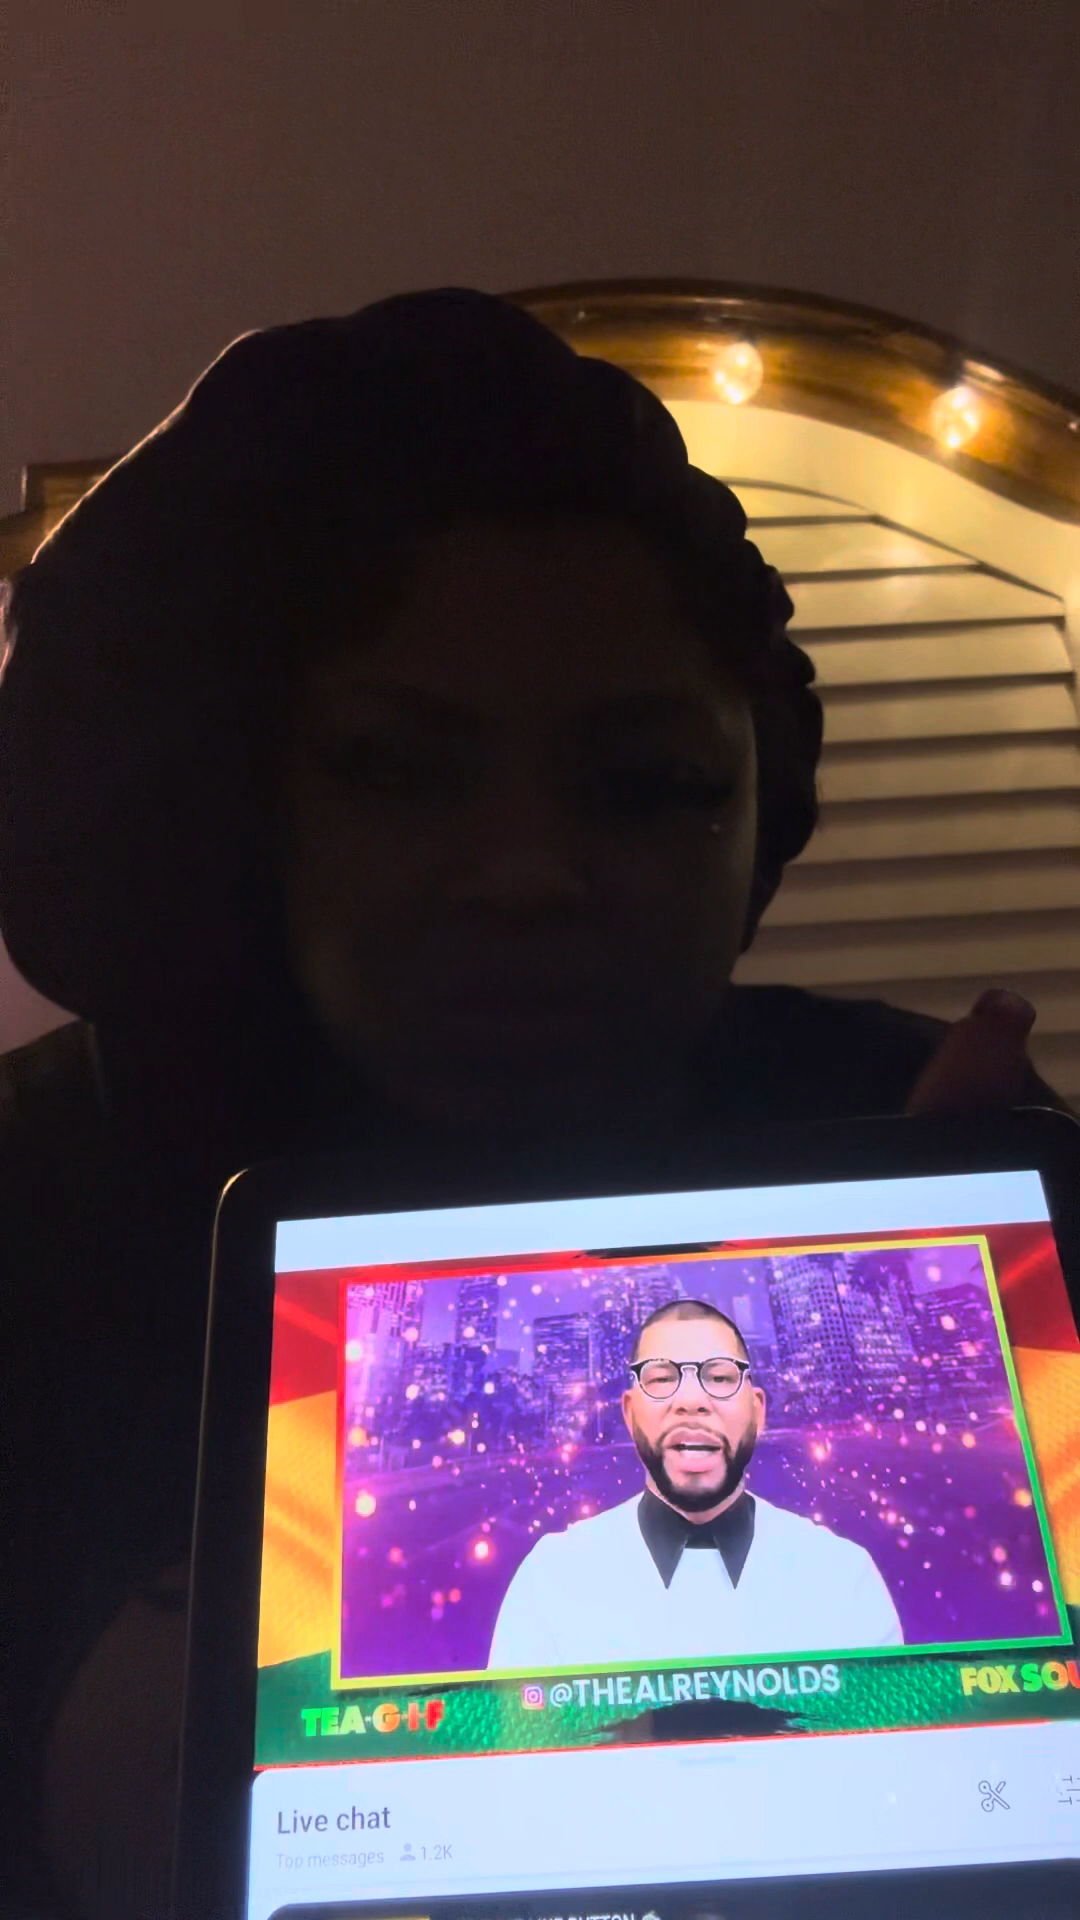 @THEALREYNOLDS
TEA-G-I-F
FOX SOU
Live chat
Top messages 1.2K